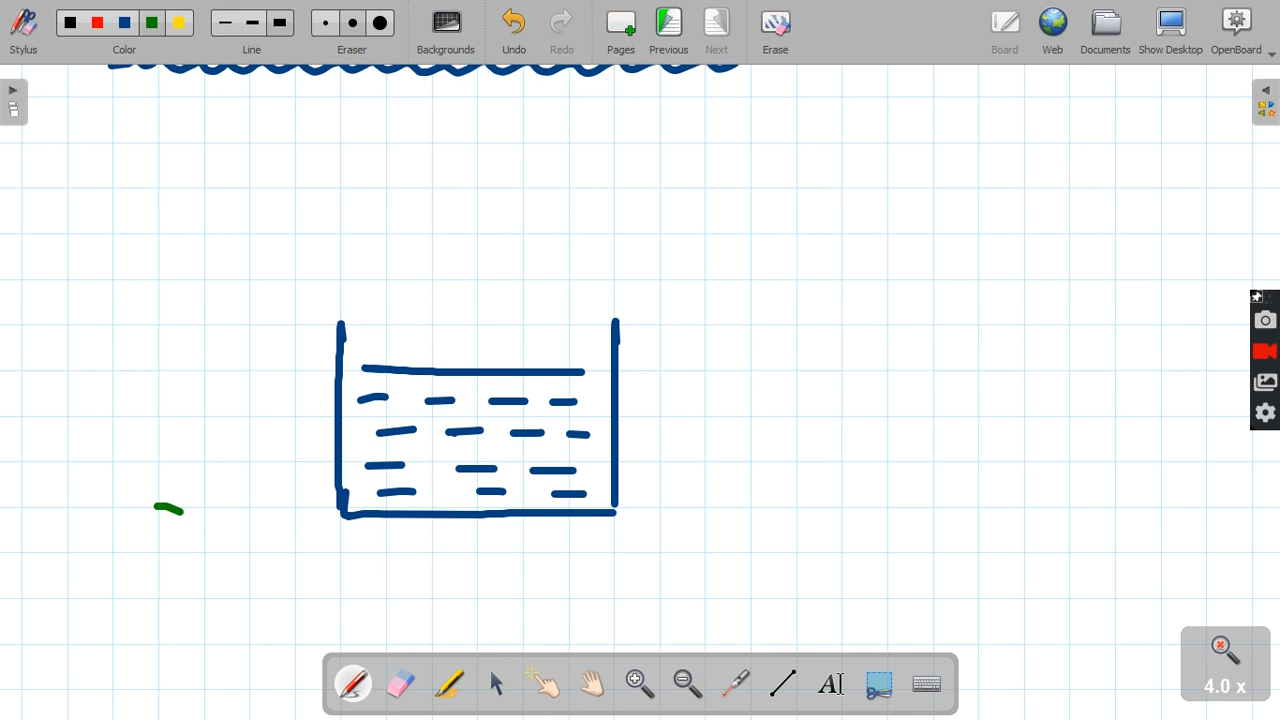 Stylus Color Line Eraser Backgrounds Undo Redo Pages Previous Next Erase Board Web Documents Show Desktop OpenBoard
AI
4.0 x